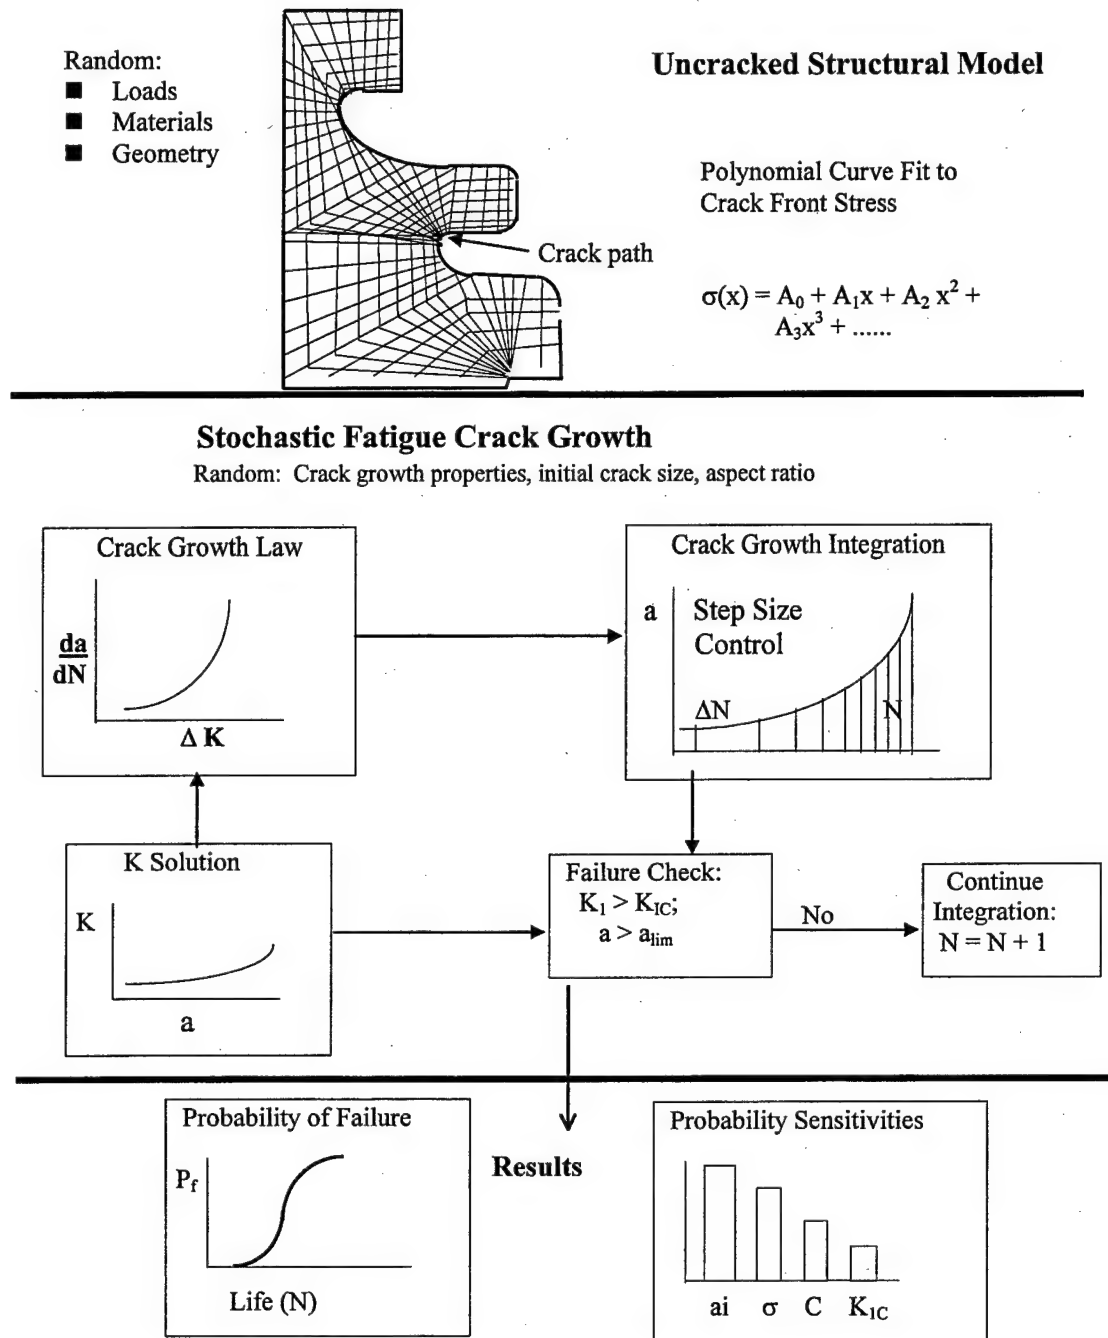 Random:
Loads
Materials
Geometry
Uncracked Structural Model
Polynomial Curve Fit to
Crack Front Stress
Crack path
σ(x) = A₀ + A₁x + A₂ x² +
A₃x³ + ......
Stochastic Fatigue Crack Growth
Random: Crack growth properties, initial crack size, aspect ratio
Crack Growth Law
da
dN
Δ K
Crack Growth Integration
a
Step Size
Control
ΔN
N
K Solution
K
a
Failure Check:
K₁ > K_IC;
a > a_lim
No
Continue
Integration:
N = N + 1
Probability of Failure
P_f
Life (N)
Results
Probability Sensitivities
ai σ C K_1C